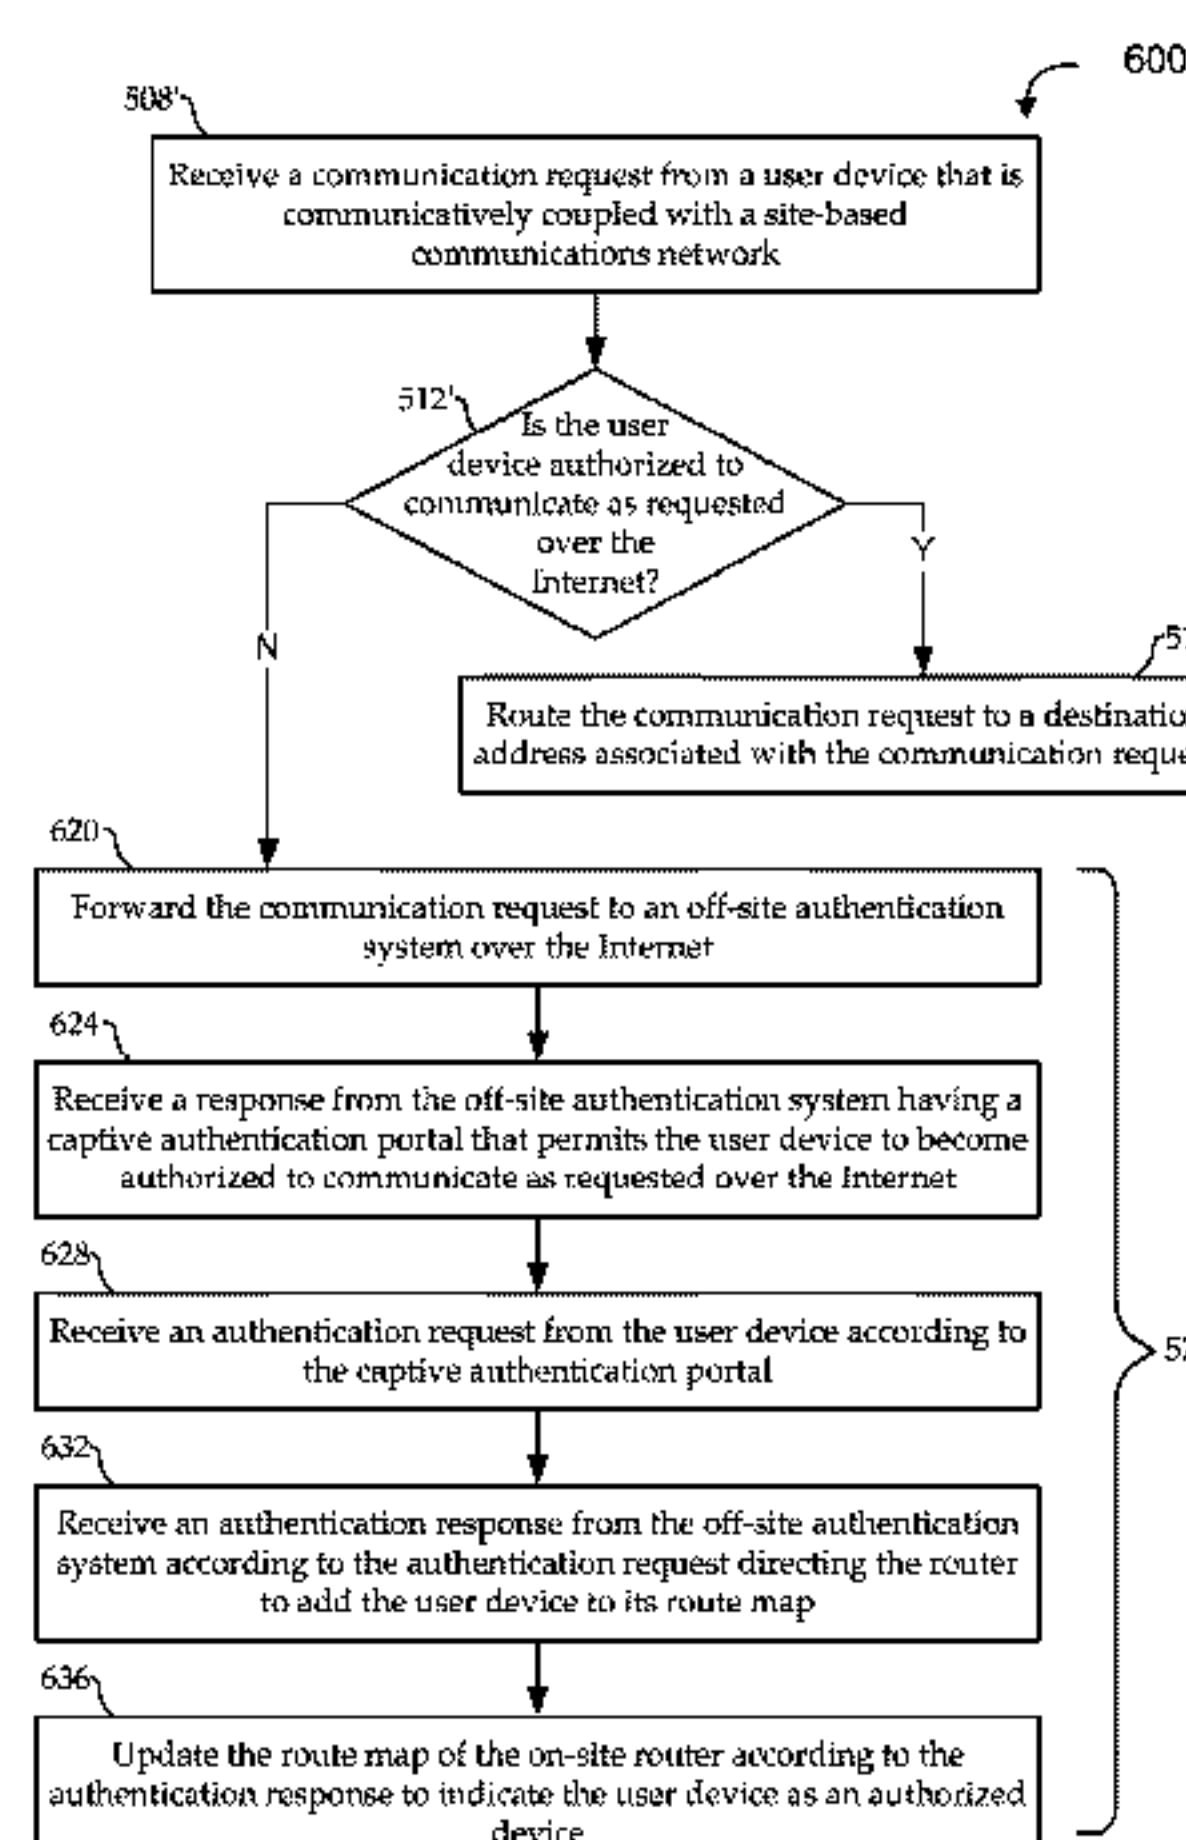 600
508'
Receive a communication request from a user device that is
communicatively coupled with a site-based
communications network
512'
Is the user
device authorized to
communicate as requested
over the
Internet?
N
Y
Route the communication request to a
address associated with the communication
620
Forward the communication request to an off-site authentication
system over the Internet
624
Receive a response from the off-site authentication system having a
captive authentication portal that permits the user device to become
authorized to communicate as requested over the Internet
628
Receive an authentication request from the user device according to
the captive authentication portal
632
Receive an authentication response from the off-site authentication
system according to the authentication request directing the router
to add the user device to its route map
636
Update the route map of the on-site router according to the
authentication response to indicate the user device as an authorized
device